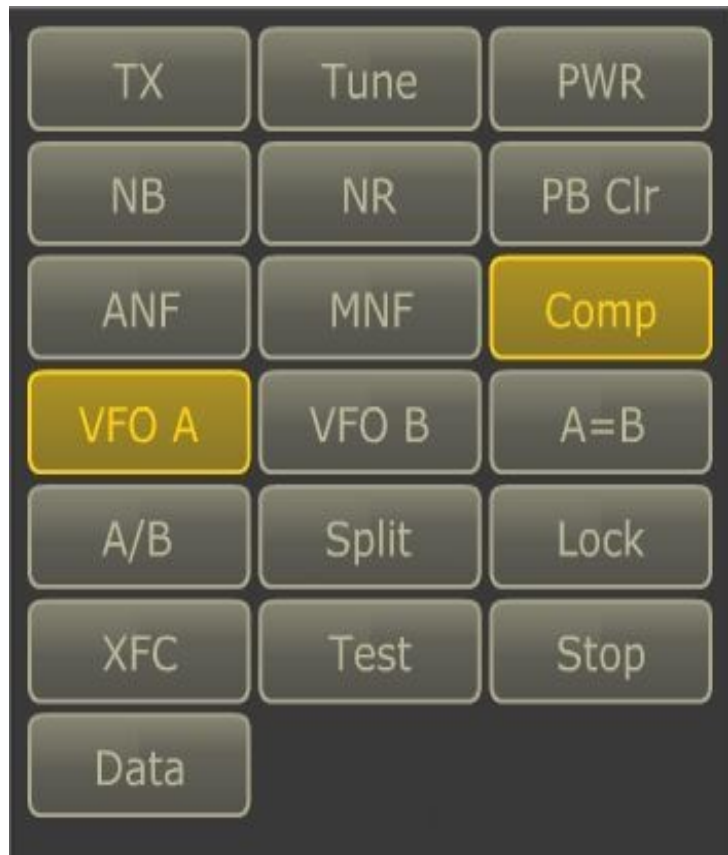 TX Tune PWR
NB NR PB Clr
ANF MNF Comp
VFO A VFO B A=B
A/B Split Lock
XFC Test Stop
Data